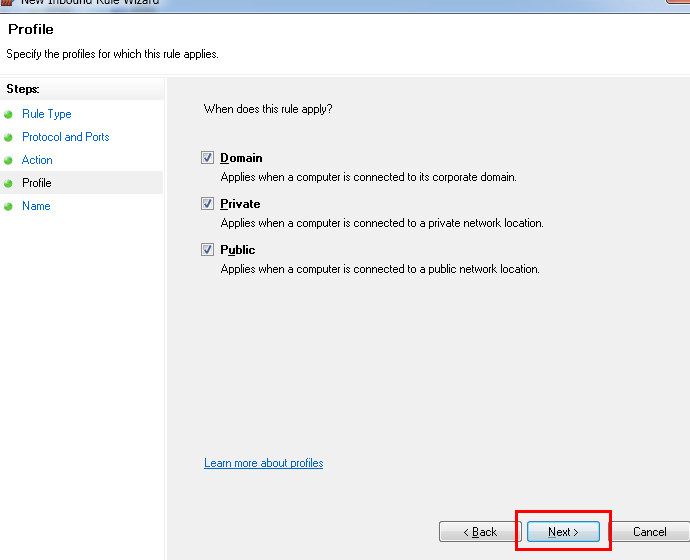 New Inbound Rule Wizard
Profile
Specify the profiles for which this rule applies.
Steps:
Rule Type
Protocol and Ports
Action
Profile
Name
When does this rule apply?
Domain
Applies when a computer is connected to its corporate domain.
Private
Applies when a computer is connected to a private network location.
Public
Applies when a computer is connected to a public network location.
Learn more about profiles
< Back
Next >
Cancel